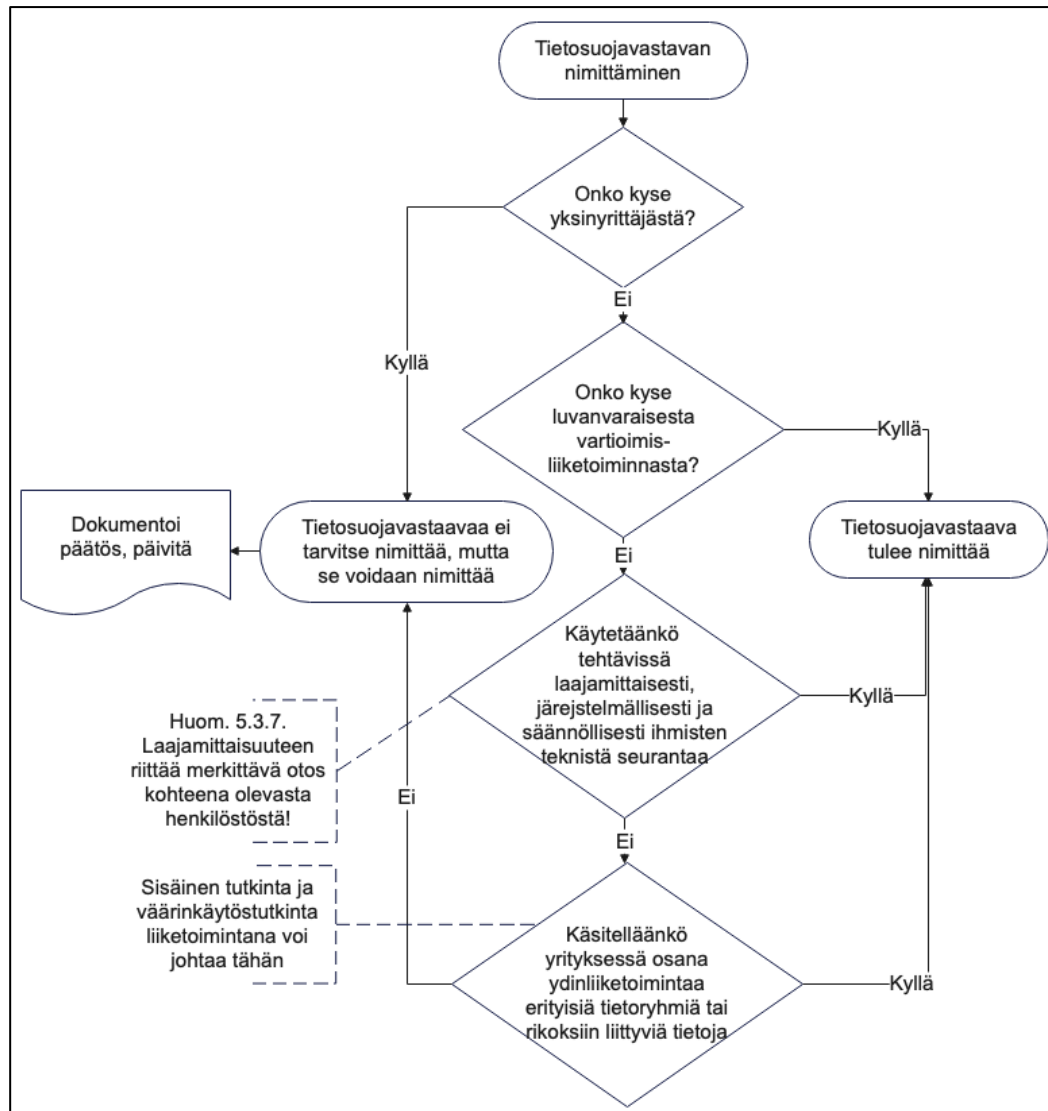 Tietosuojavastavan
nimittäminen
Onko kyse
yksinyrittäjästä?
Ei
Kyllä
Onko kyse
luvanvaraisesta
vartioimis-
liiketoiminnasta?
Kyllä
Dokumentoi
päätös, päivitä
Tietosuojavastaavaa ei
tarvitse nimittää, mutta
se voidaan nimittää
Tietosuojavastaava
tulee nimittää
Ei
Käytetäänkö
tehtävissä
laajamittaisesti,
järejstelmällisesti ja
säännöllisesti ihmisten
teknistä seurantaa
Kyllä
Huom. 5.3.7.
Laajamittaisuuteen
riittää merkittävä otos
kohteena olevasta
henkilöstöstä!
Ei
Ei
Sisäinen tutkinta ja
väärinkäytöstutkinta
liiketoimintana voi
johtaa tähän
Käsitelläänkö
yrityksessä osana
ydinliiketoimintaa
erityisiä tietoryhmiä tai
rikoksiin liittyviä tietoja
Kyllä